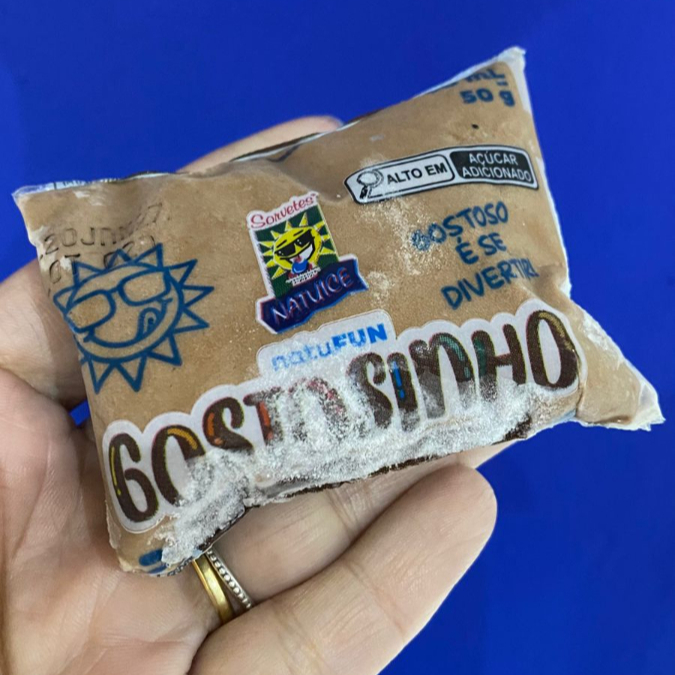 50 g
ALTO EM
AÇÚCAR
ADICIONADO
Sorvetes
NATUICE
GOSTOSO
É SE
DIVERTIR!
natuFUN
GOSTOSINHO